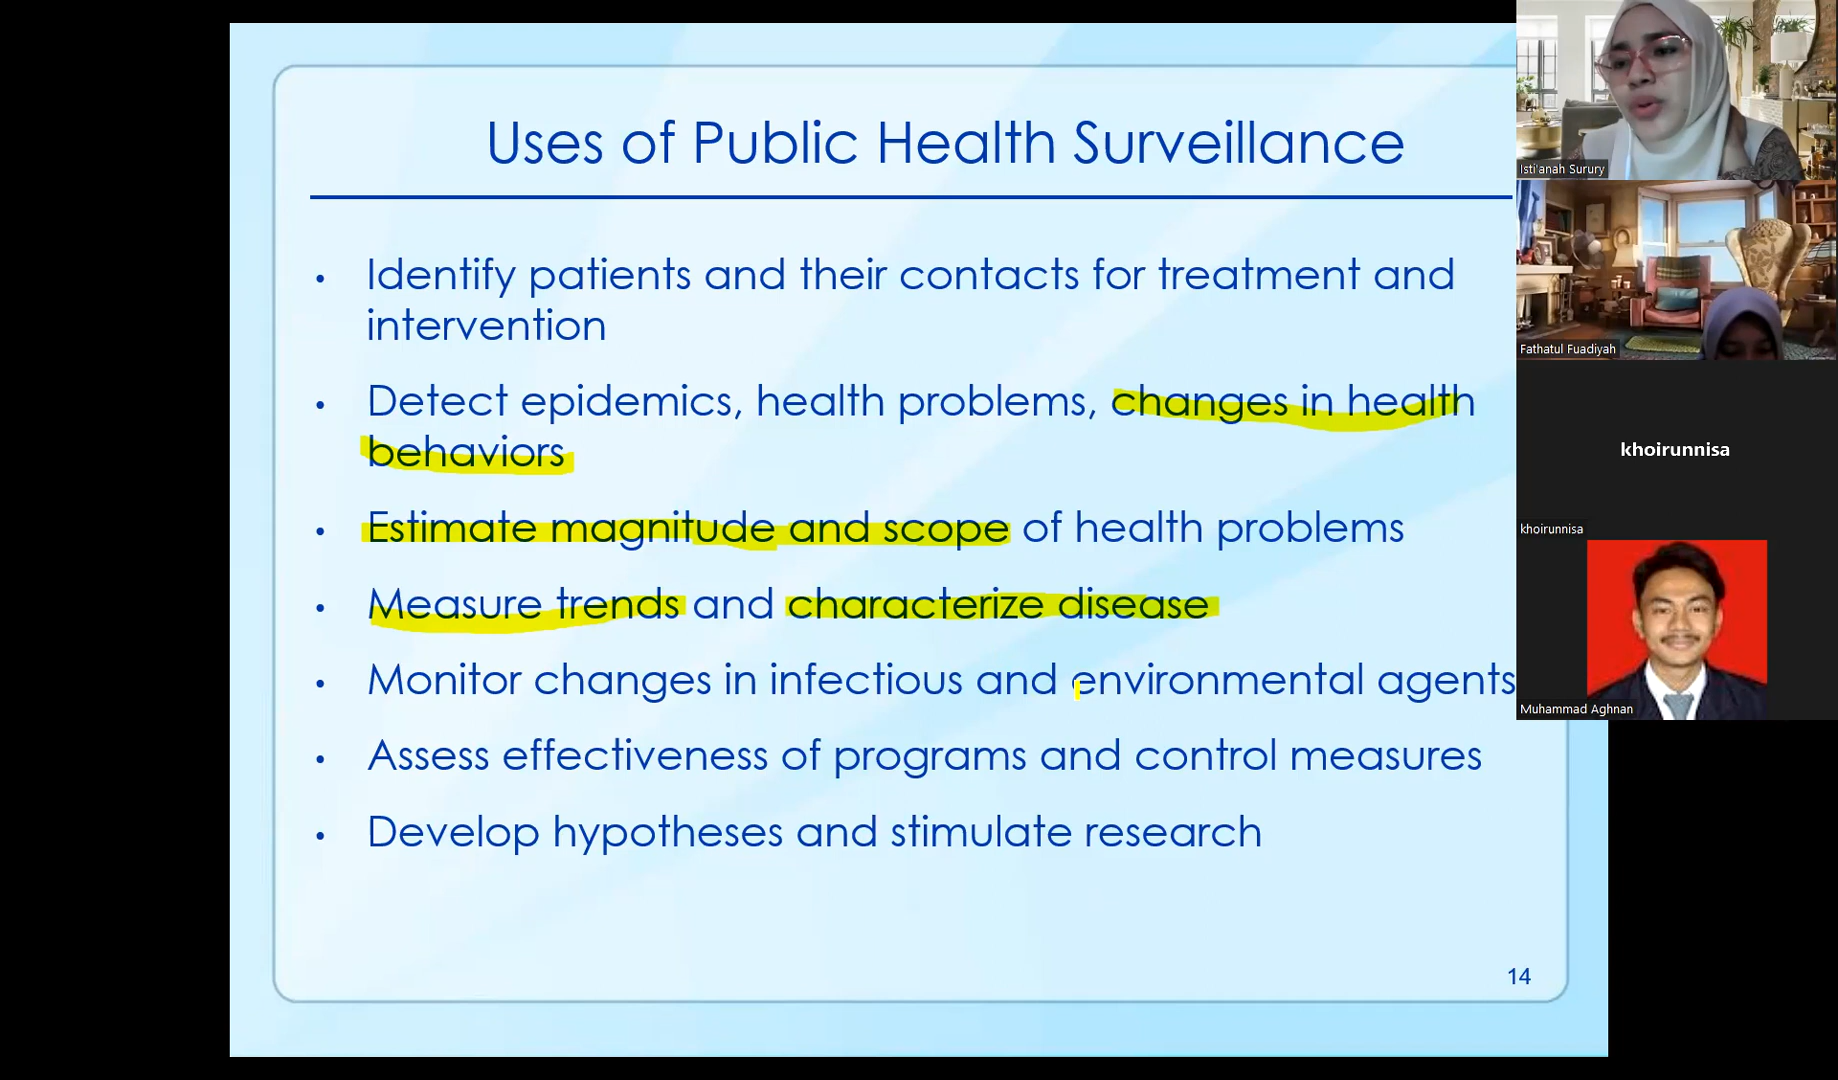 Uses of Public Health Surveillance
• Identify patients and their contacts for treatment and
intervention
• Detect epidemics, health problems, changes in health
behaviors
• Estimate magnitude and scope of health problems
• Measure trends and characterize disease
• Monitor changes in infectious and environmental agents
• Assess effectiveness of programs and control measures
• Develop hypotheses and stimulate research
14
Isti'anah Surury
Fathatul Fuadiyah
khoirunnisa
khoirunnisa
Muhammad Aghnan